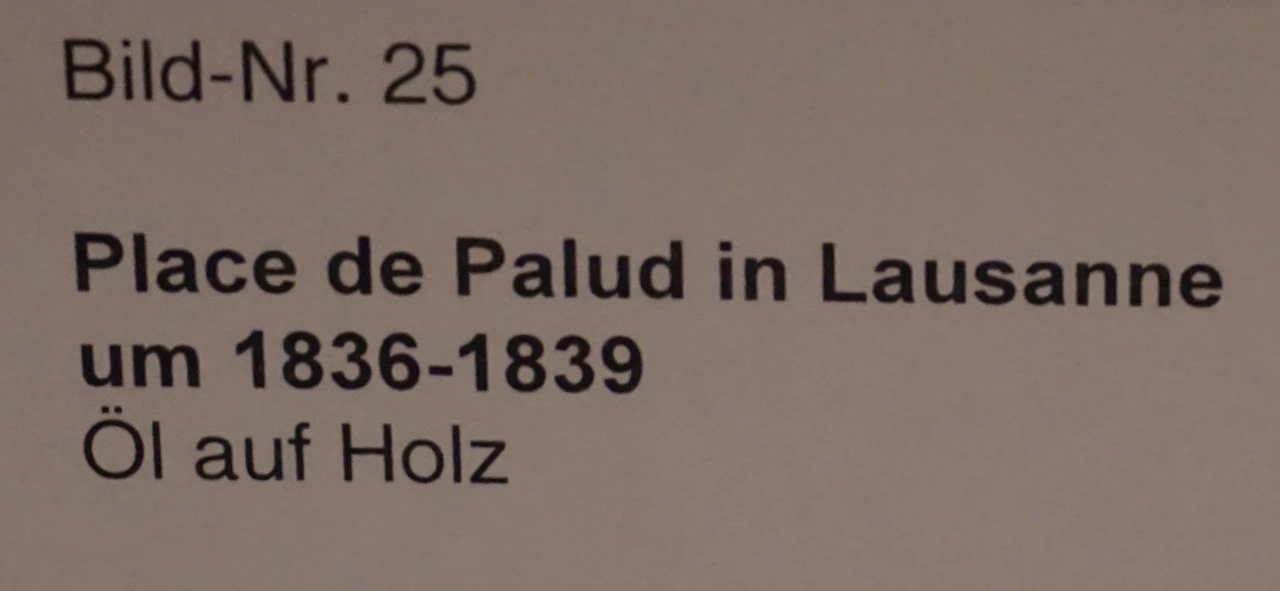 Bild-Nr. 25
Place de Palud in Lausanne
um 1836-1839
Öl auf Holz